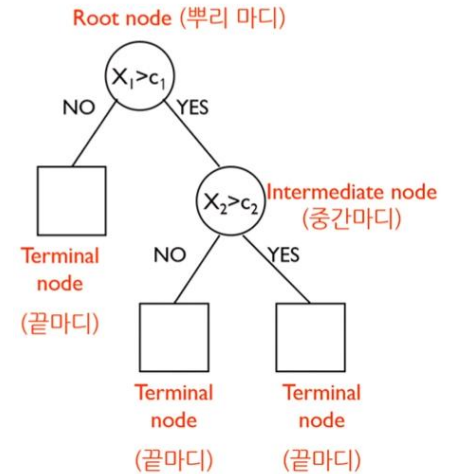 Root node (뿌리 마디)
X₁>c₁
NO
YES
X₂>c₂
Intermediate node
(중간마디)
Terminal
node
(끝마디)
NO
YES
Terminal
node
(끝마디)
Terminal
node
(끝마디)